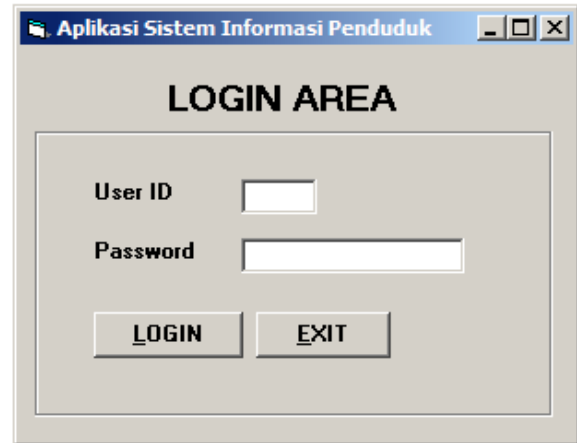 Aplikasi Sistem Informasi Penduduk
LOGIN AREA
User ID
Password
LOGIN EXIT